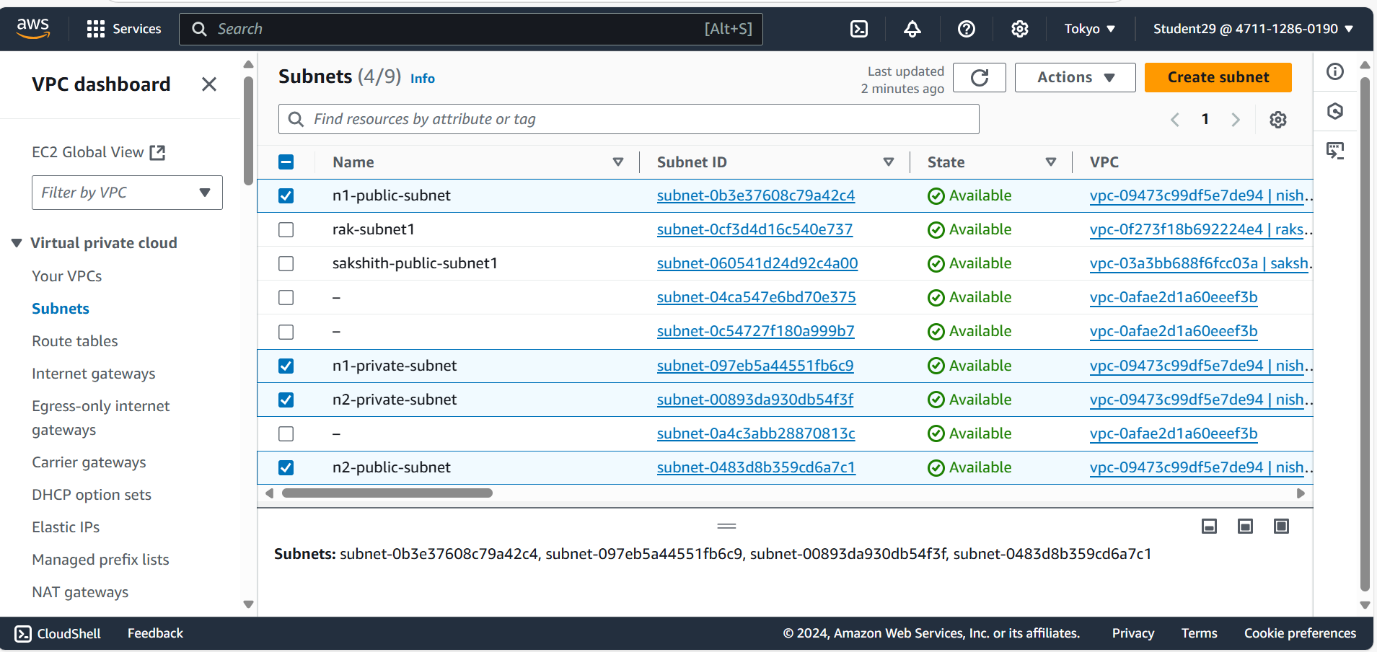 aws
Services
Search
[Alt+S]
Tokyo
Student29 @ 4711-1286-0190
VPC dashboard
EC2 Global View
Filter by VPC
Virtual private cloud
Your VPCs
Subnets
Route tables
Internet gateways
Egress-only internet
gateways
Carrier gateways
DHCP option sets
Elastic IPs
Managed prefix lists
NAT gateways
Subnets (4/9) Info
Last updated
2 minutes ago
Actions
Create subnet
Find resources by attribute or tag
1
Name Subnet ID State VPC
n1-public-subnet subnet-0b3e37608c79a42c4 Available vpc-09473c99df5e7de94 | nish...
rak-subnet1 subnet-0cf3d4d16c540e737 Available vpc-0f273f18b692224e4 | raks...
sakshith-public-subnet1 subnet-060541d24d92c4a00 Available vpc-03a3bb688f6fcc03a | saksh...
– subnet-04ca547e6bd70e375 Available vpc-0afae2d1a60eeef3b
– subnet-0c54727f180a999b7 Available vpc-0afae2d1a60eeef3b
n1-private-subnet subnet-097eb5a44551fb6c9 Available vpc-09473c99df5e7de94 | nish...
n2-private-subnet subnet-00893da930db54f3f Available vpc-09473c99df5e7de94 | nish...
– subnet-0a4c3abb28870813c Available vpc-0afae2d1a60eeef3b
n2-public-subnet subnet-0483d8b359cd6a7c1 Available vpc-09473c99df5e7de94 | nish...
Subnets: subnet-0b3e37608c79a42c4, subnet-097eb5a44551fb6c9, subnet-00893da930db54f3f, subnet-0483d8b359cd6a7c1
CloudShell Feedback © 2024, Amazon Web Services, Inc. or its affiliates. Privacy Terms Cookie preferences